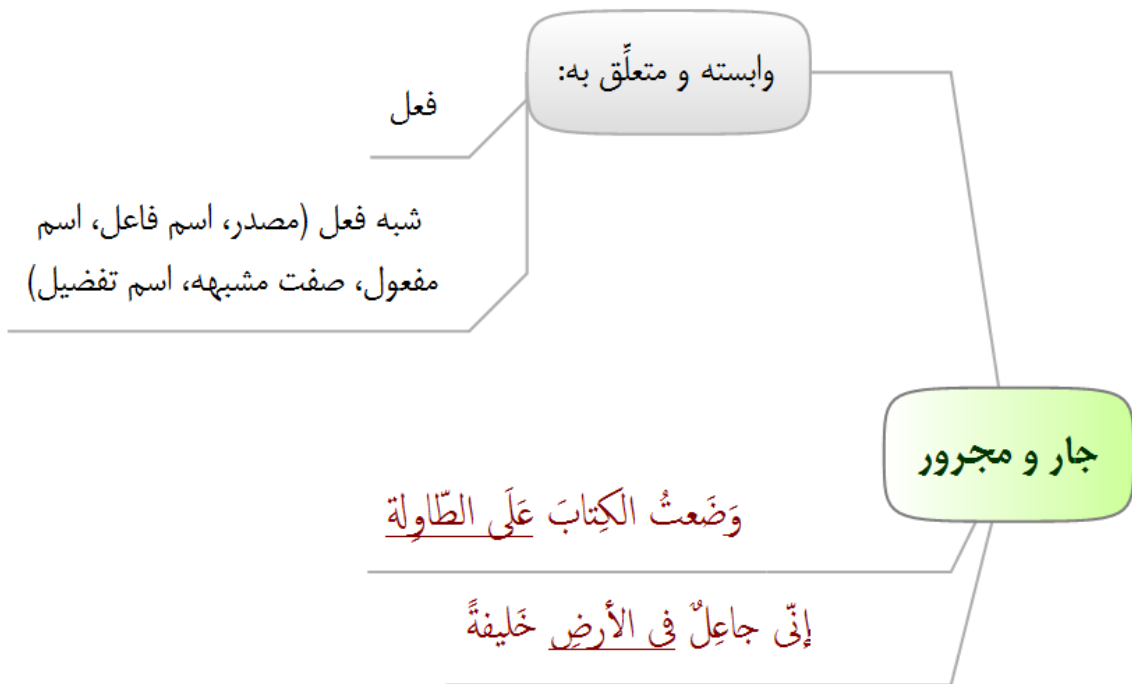 جار و مجرور
وابسته و متعلِّق به:
فعل
شبه فعل (مصدر، اسم فاعل، اسم
مفعول، صفت مشبهه، اسم تفضیل)
وَضَعتُ الکِتابَ عَلَی الطّاوِلة
إنّی جاعِلٌ فی الأرضِ خَلیفةً